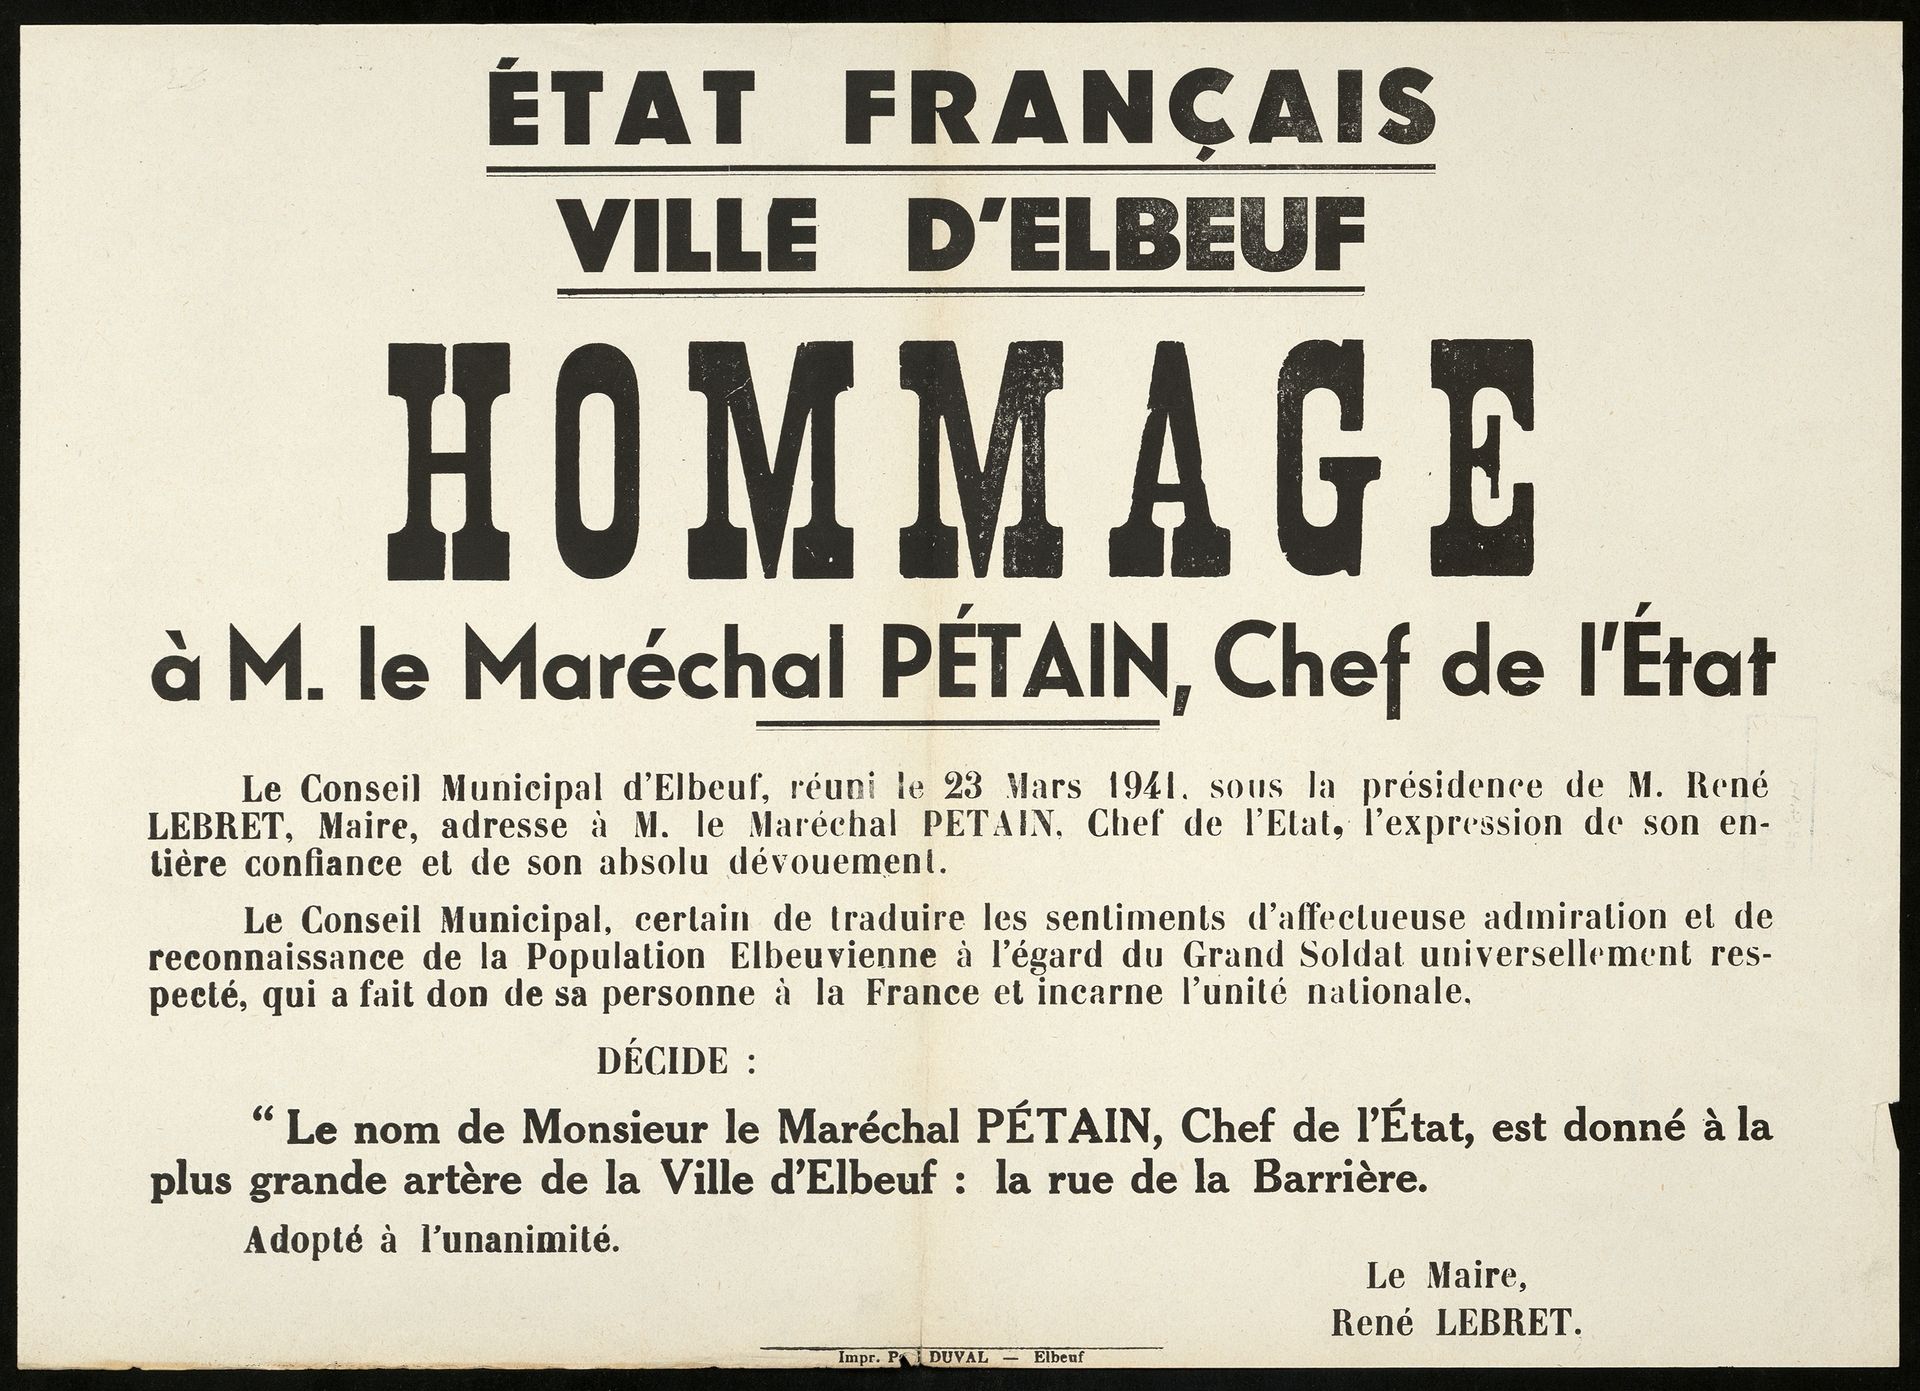 ÉTAT FRANÇAIS
VILLE D'ELBEUF
HOMMAGE
à M. le Maréchal PÉTAIN, Chef de l'État
Le Conseil Municipal d'Elbeuf, réuni le 23 Mars 1941, sous la présidence de M. René
LEBRET, Maire, adresse à M. le Maréchal PETAIN, Chef de l'Etat, l'expression de son en-
tière confiance et de son absolu dévouement.
Le Conseil Municipal, certain de traduire les sentiments d'affectueuse admiration et de
reconnaissance de la Population Elbeuvienne à l'égard du Grand Soldat universellement res-
pecté, qui a fait don de sa personne à la France et incarne l'unité nationale,
DÉCIDE :
“ Le nom de Monsieur le Maréchal PÉTAIN, Chef de l'État, est donné à la
plus grande artère de la Ville d'Elbeuf : la rue de la Barrière.
Adopté à l'unanimité.
Le Maire,
René LEBRET.
Impr. DUVAL — Elbeuf